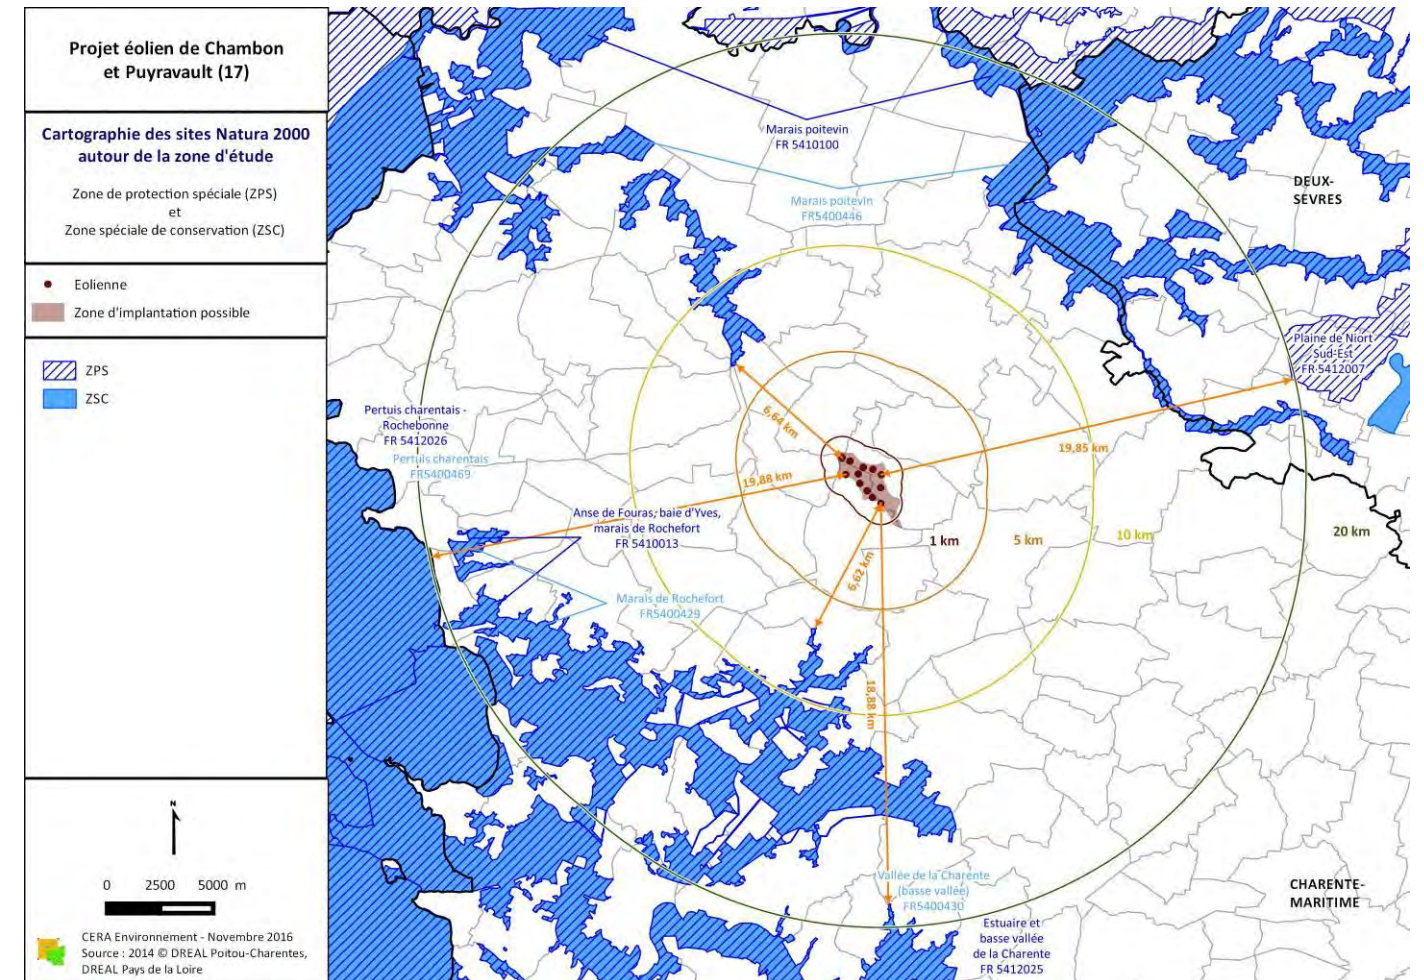 Projet éolien de Chambon
et Puyravault (17)
Cartographie des sites Natura 2000
autour de la zone d'étude
Zone de protection spéciale (ZPS)
et
Zone spéciale de conservation (ZSC)
Eolienne
Zone d'implantation possible
ZPS
ZSC
N
0 2500 5000 m
CERA Environnement - Novembre 2016
Source : 2014 © DREAL Poitou-Charentes,
DREAL Pays de la Loire
Marais poitevin
FR 5410100
Marais poitevin
FR5400446
DEUX-
SEVRES
Plaine de Niort
Sud-Est
FR 5412007
Pertuis charentais -
Rochebonne
FR 5412026
Pertuis charentais
FR5400469
6,64 km
19,85 km
19,88 km
Anse de Fouras, baie d'Yves,
marais de Rochefort
FR 5410013
1 km
5 km
10 km
20 km
6,62 km
Marais de Rochefort
FR5400429
18,88 km
Vallée de la Charente
(basse vallée)
FR5400430
Estuaire et
basse vallée
de la Charente
FR 5412025
CHARENTE-
MARITIME